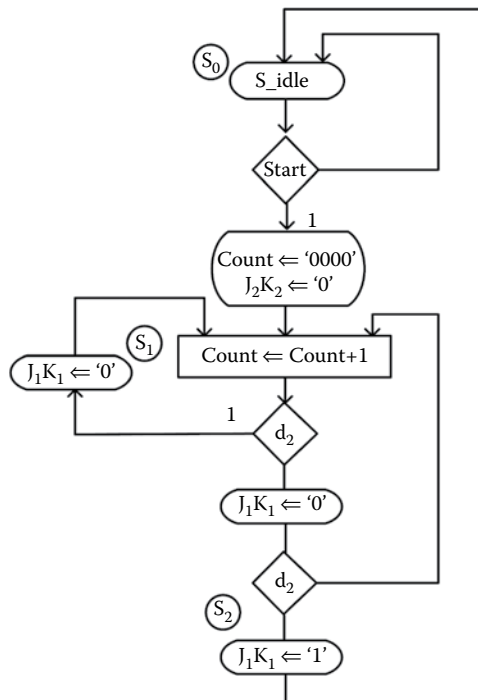 S₀
S_idle
Start
1
Count ⇐ '0000'
J₂K₂ ⇐ '0'
S₁
Count ⇐ Count+1
J₁K₁ ⇐ '0'
1
d₂
J₁K₁ ⇐ '0'
d₂
S₂
J₁K₁ ⇐ '1'